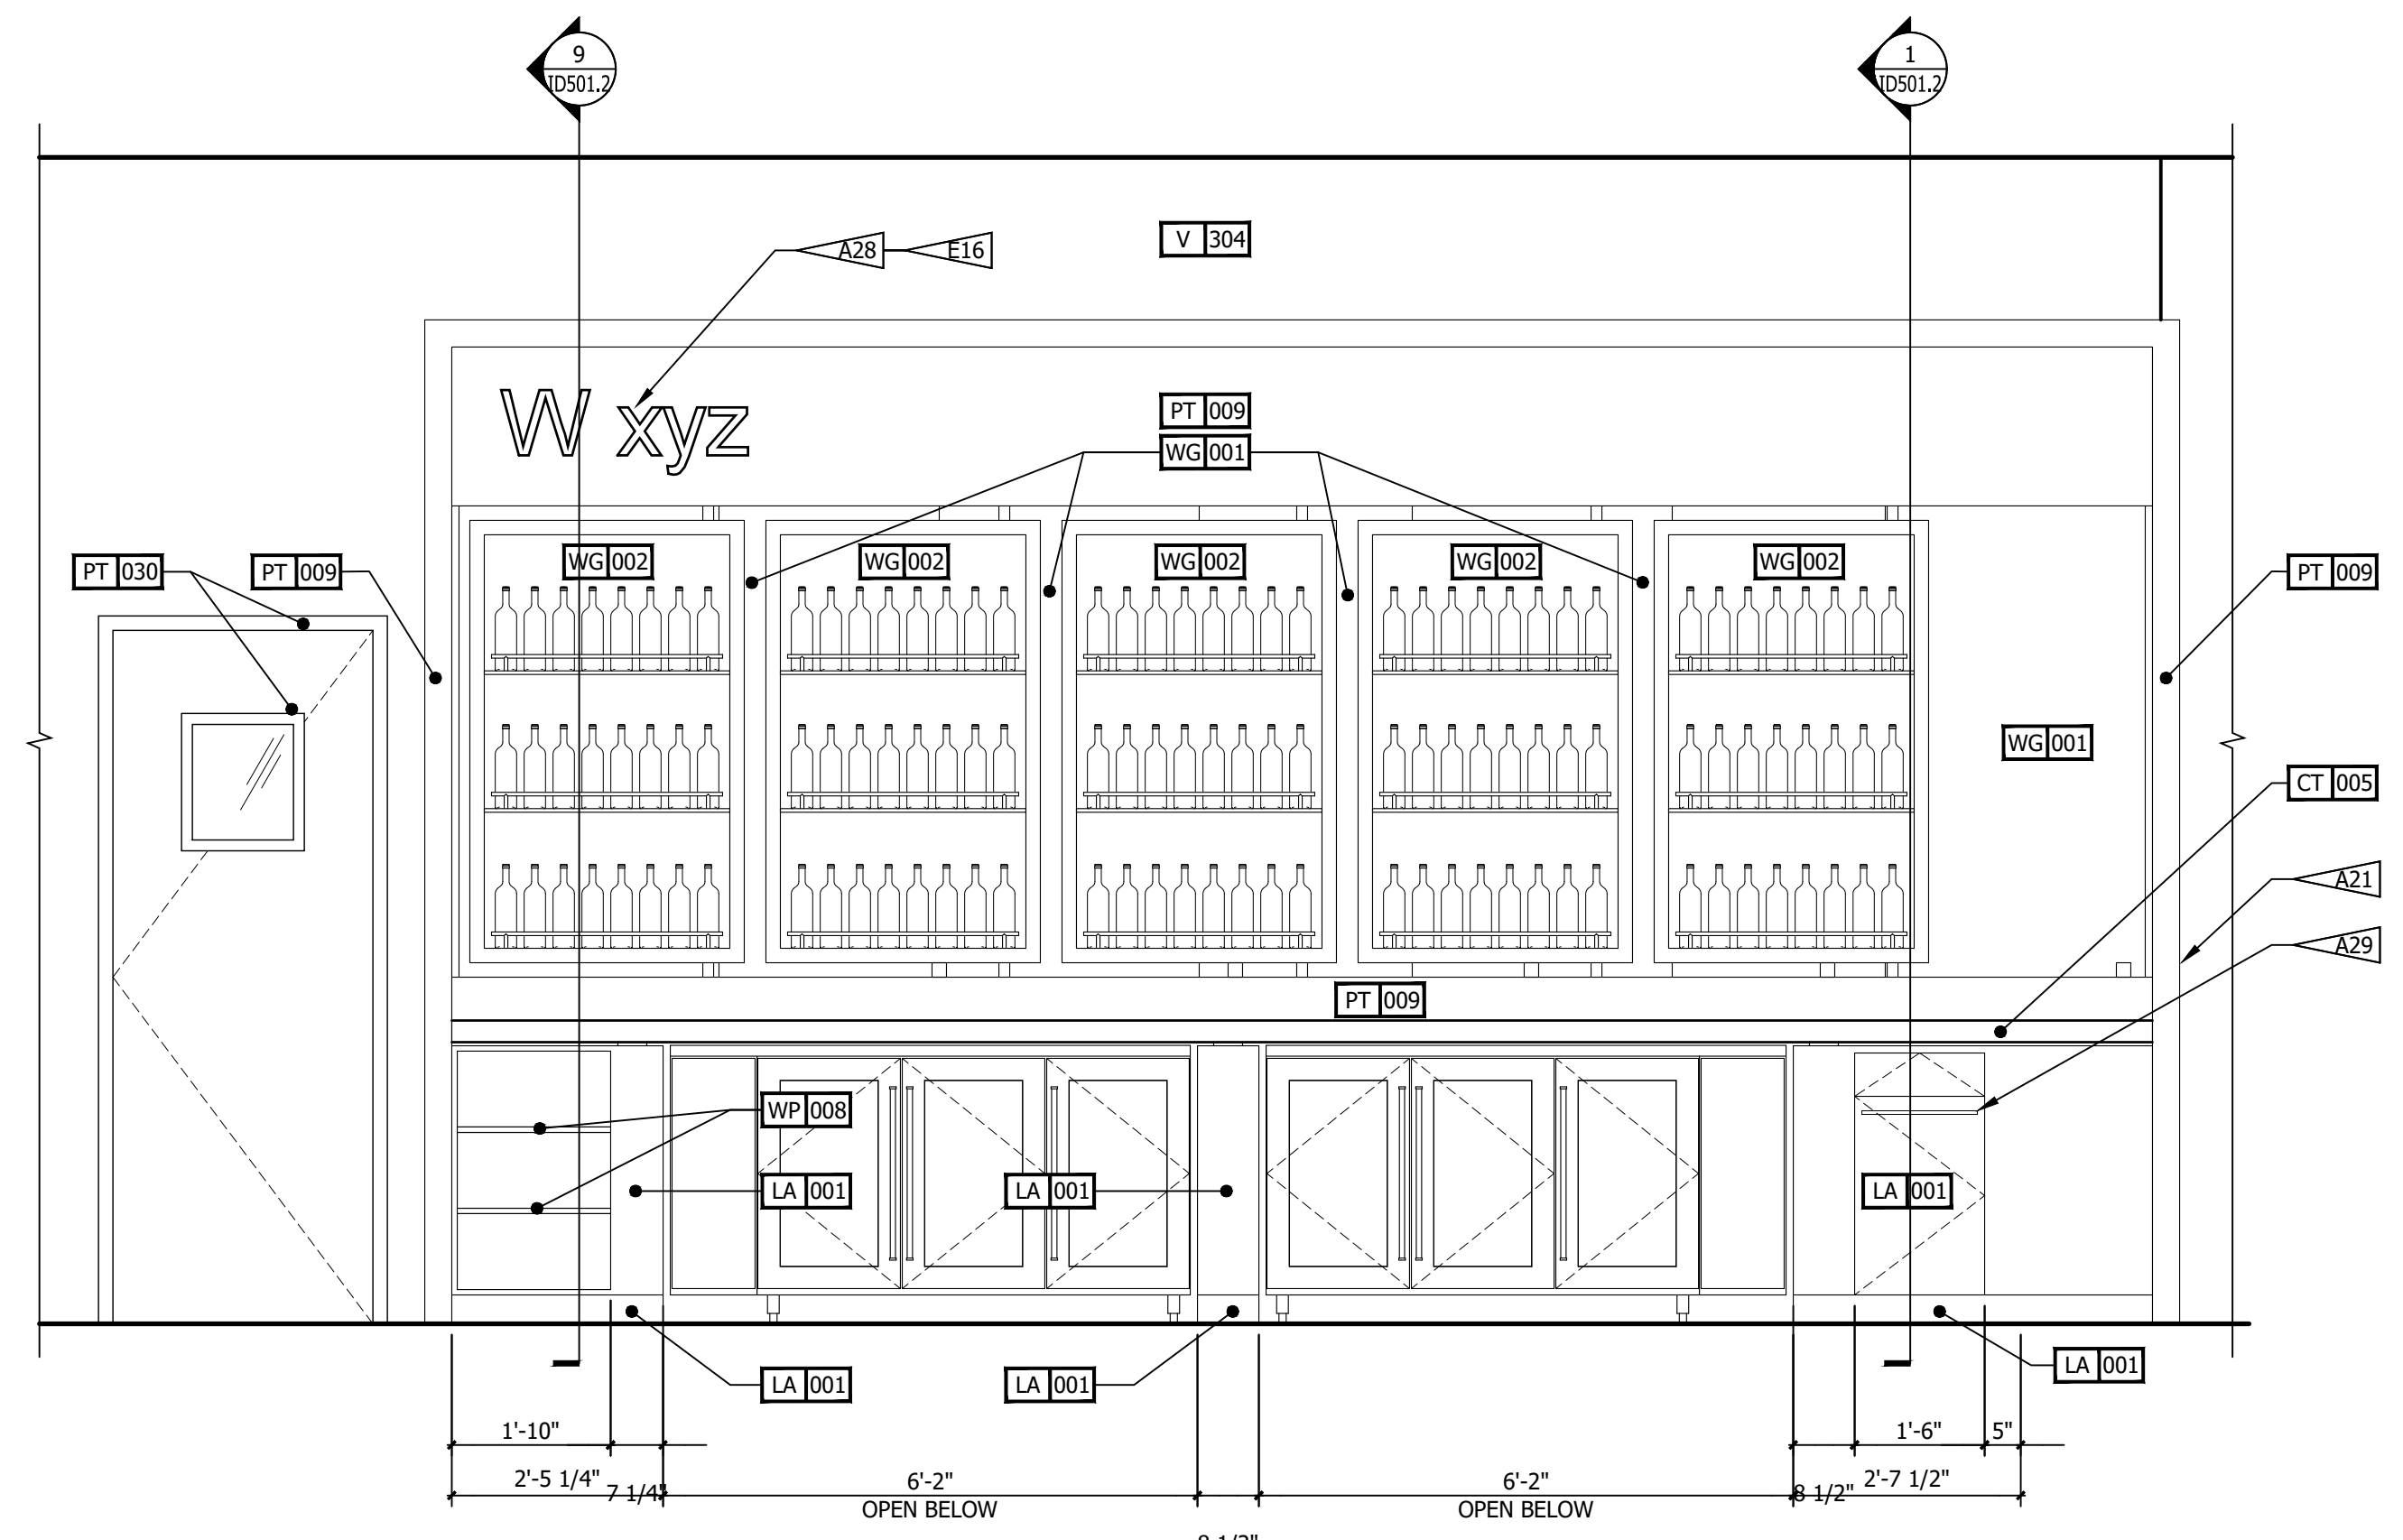 9
ID501.2
1
ID501.2
V 304
A28 E16
W xyz
PT 009
WG 001
WG 002
WG 002
WG 002
WG 002
WG 002
PT 030
PT 009
PT 009
WG 001
CT 005
A21
A29
PT 009
WP 008
LA 001
LA 001
LA 001
LA 001
LA 001
LA 001
1'-10"
1'-6"
5"
2'-5 1/4"
7 1/4"
6'-2"
OPEN BELOW
6'-2"
OPEN BELOW
8 1/2"
2'-7 1/2"
8 1/2"